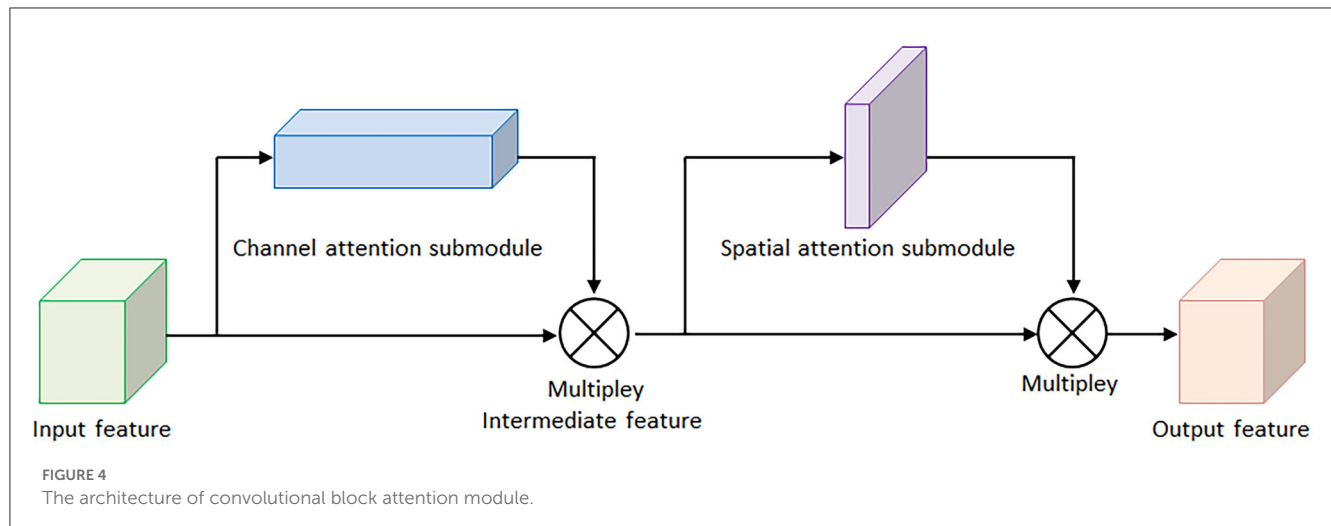 Channel attention submodule
Spatial attention submodule
Input feature
Multipley
Intermediate feature
Multipley
Output feature
FIGURE 4
The architecture of convolutional block attention module.